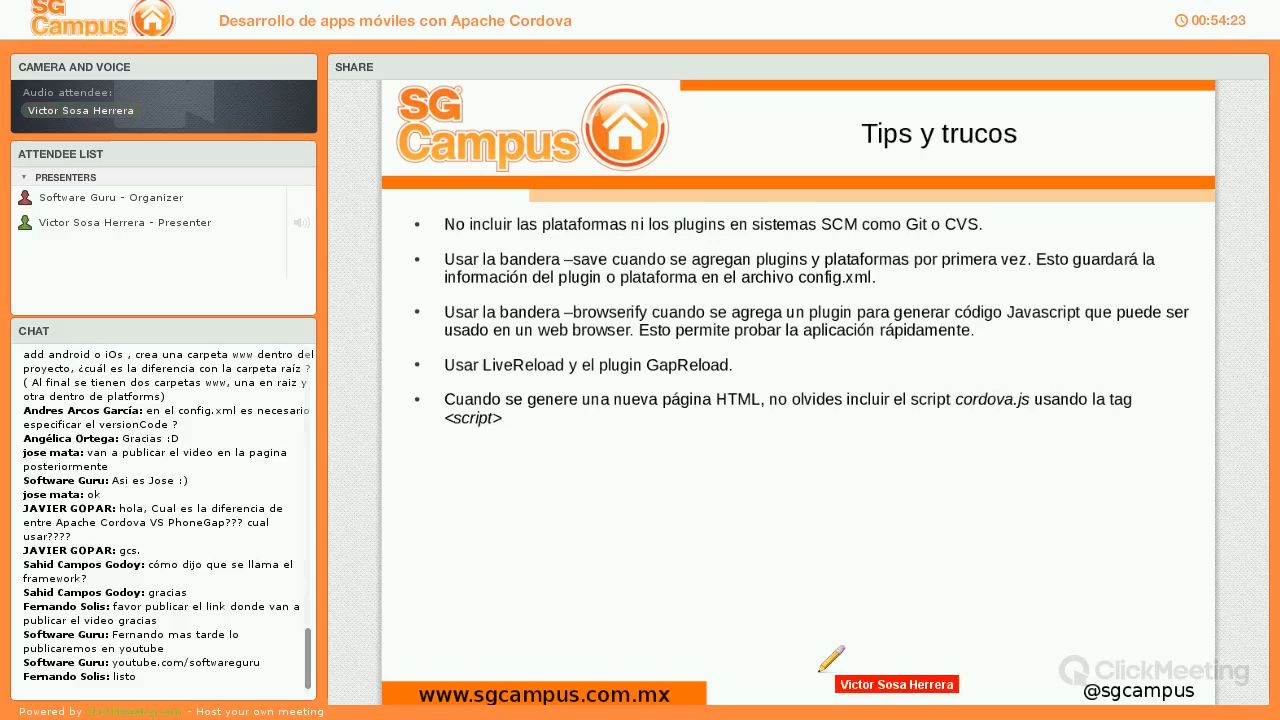 SG
Campus
Desarrollo de apps móviles con Apache Cordova
00:54:23
CAMERA AND VOICE
Audio attendee:
Victor Sosa Herrera
ATTENDEE LIST
PRESENTERS
Software Guru - Organizer
Victor Sosa Herrera - Presenter
CHAT
add android o iOs , crea una carpeta www dentro del
proyecto, ¿cuál es la diferencia con la carpeta raíz ?
( Al final se tienen dos carpetas www, una en raiz y
otra dentro de platforms)
Andres Arcos García: en el config.xml es necesario
especificar el versionCode ?
Angélica Ortega: Gracias :D
jose mata: van a publicar el video en la pagina
posteriormente
Software Guru: Asi es Jose :)
jose mata: ok
JAVIER GOPAR: hola, Cual es la diferencia de
entre Apache Cordova VS PhoneGap??? cual
usar????
JAVIER GOPAR: gcs.
Sahid Campos Godoy: cómo dijo que se llama el
framework?
Sahid Campos Godoy: gracias
Fernando Solis: favor publicar el link donde van a
publicar el video gracias
Software Guru: Fernando mas tarde lo
publicaremos en youtube
Software Guru: youtube.com/softwareguru
Fernando Solis: listo
Powered by ClickMeeting.com - Host your own meeting
SHARE
SG
Campus
Tips y trucos
• No incluir las plataformas ni los plugins en sistemas SCM como Git o CVS.
• Usar la bandera –save cuando se agregan plugins y plataformas por primera vez. Esto guardará la
información del plugin o plataforma en el archivo config.xml.
• Usar la bandera –browserify cuando se agrega un plugin para generar código Javascript que puede ser
usado en un web browser. Esto permite probar la aplicación rápidamente.
• Usar LiveReload y el plugin GapReload.
• Cuando se genere una nueva página HTML, no olvides incluir el script cordova.js usando la tag
<script>
Victor Sosa Herrera
ClickMeeting
www.sgcampus.com.mx
@sgcampus